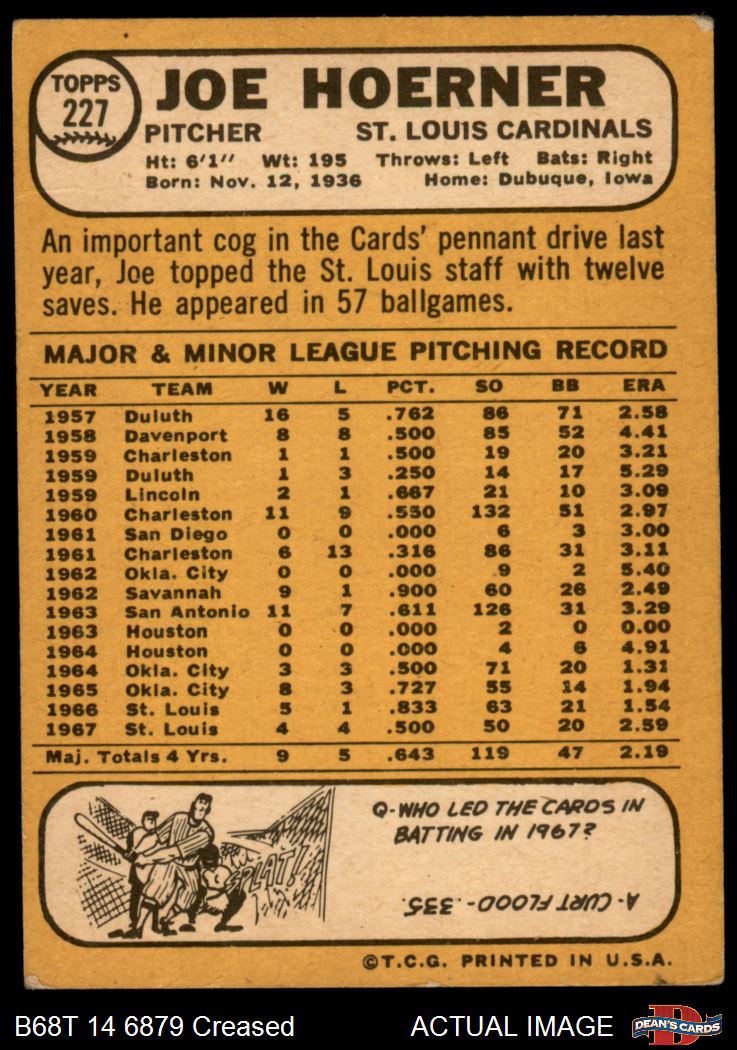 TOPPS
227
JOE HOERNER
PITCHER ST. LOUIS CARDINALS
Ht: 6'1" Wt: 195 Throws: Left Bats: Right
Born: Nov. 12, 1936 Home: Dubuque, Iowa
An important cog in the Cards' pennant drive last
year, Joe topped the St. Louis staff with twelve
saves. He appeared in 57 ballgames.
MAJOR & MINOR LEAGUE PITCHING RECORD
YEAR TEAM W L PCT. SO BB ERA
1957 Duluth 16 5 .762 86 71 2.58
1958 Davenport 8 8 .500 85 52 4.41
1959 Charleston 1 1 .500 19 20 3.21
1959 Duluth 1 3 .250 14 17 5.29
1959 Lincoln 2 1 .667 21 10 3.09
1960 Charleston 11 9 .550 132 51 2.97
1961 San Diego 0 0 .000 6 3 3.00
1961 Charleston 6 13 .316 86 31 3.11
1962 Okla. City 0 0 .000 9 2 5.40
1962 Savannah 9 1 .900 60 26 2.49
1963 San Antonio 11 7 .611 126 31 3.29
1963 Houston 0 0 .000 2 0 0.00
1964 Houston 0 0 .000 4 6 4.91
1964 Okla. City 3 3 .500 71 20 1.31
1965 Okla. City 8 3 .727 55 14 1.94
1966 St. Louis 5 1 .833 63 21 1.54
1967 St. Louis 4 4 .500 50 20 2.59
Maj. Totals 4 Yrs. 9 5 .643 119 47 2.19
SPLAT!
Q-WHO LED THE CARDS IN
BATTING IN 1967?
A-CURT FLOOD-.335.
©T.C.G. PRINTED IN U.S.A.
B68T 14 6879 Creased ACTUAL IMAGE
DEAN'S CARDS